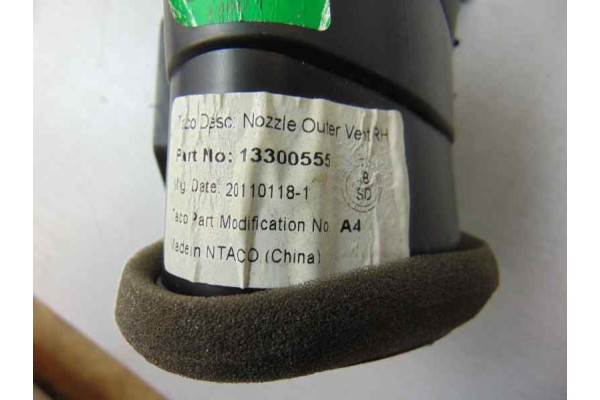 Taco Desc: Nozzle Outer Vent RH
Part No: 13300555
Mfg. Date: 20110118-1
B
SD
Taco Part Modification No. A4
Made in NTACO (China)